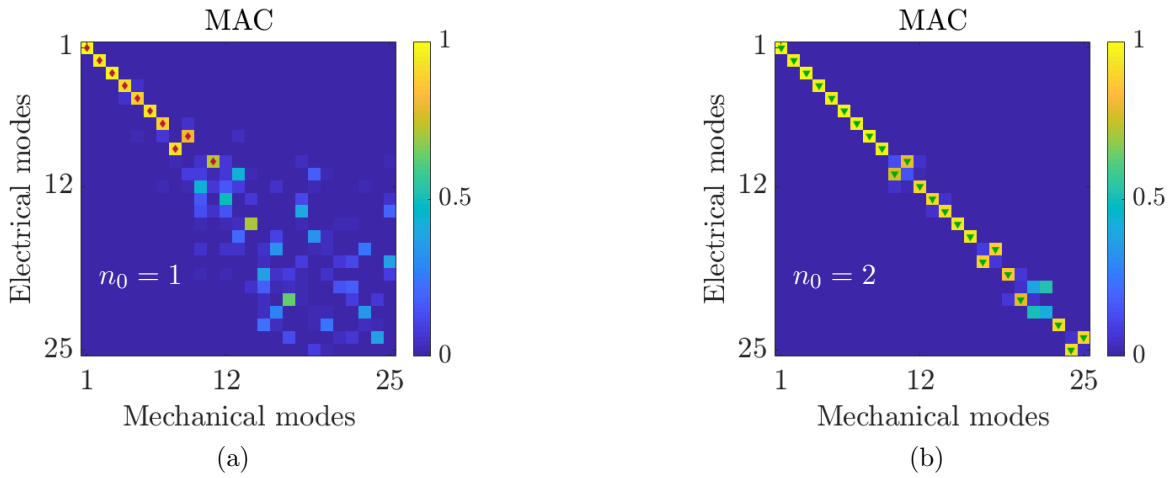 MAC
1
12
25
Electrical modes
n₀ = 1
1
12
25
Mechanical modes
1
0.5
0
(a)
MAC
1
12
25
Electrical modes
n₀ = 2
1
12
25
Mechanical modes
1
0.5
0
(b)